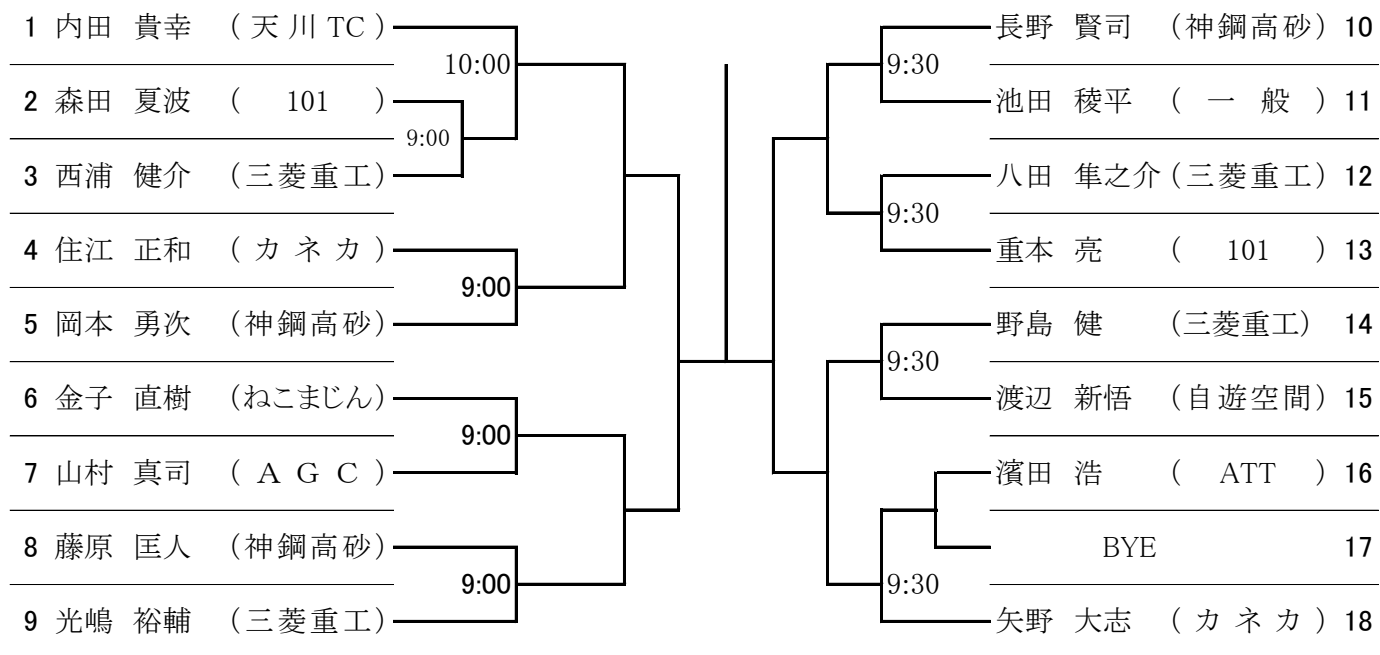 1 内田 貴幸 (天川TC)
10:00
2 森田 夏波 ( 101 )
9:00
3 西浦 健介 (三菱重工)
4 住江 正和 (カネカ)
9:00
5 岡本 勇次 (神鋼高砂)
6 金子 直樹 (ねこまじん)
9:00
7 山村 真司 (AGC)
8 藤原 匡人 (神鋼高砂)
9:00
9 光嶋 裕輔 (三菱重工)
長野 賢司 (神鋼高砂) 10
9:30
池田 稜平 (一般) 11
八田 隼之介 (三菱重工) 12
9:30
重本 亮 ( 101 ) 13
野島 健 (三菱重工) 14
9:30
渡辺 新悟 (自遊空間) 15
濱田 浩 ( ATT ) 16
BYE 17
9:30
矢野 大志 (カネカ) 18